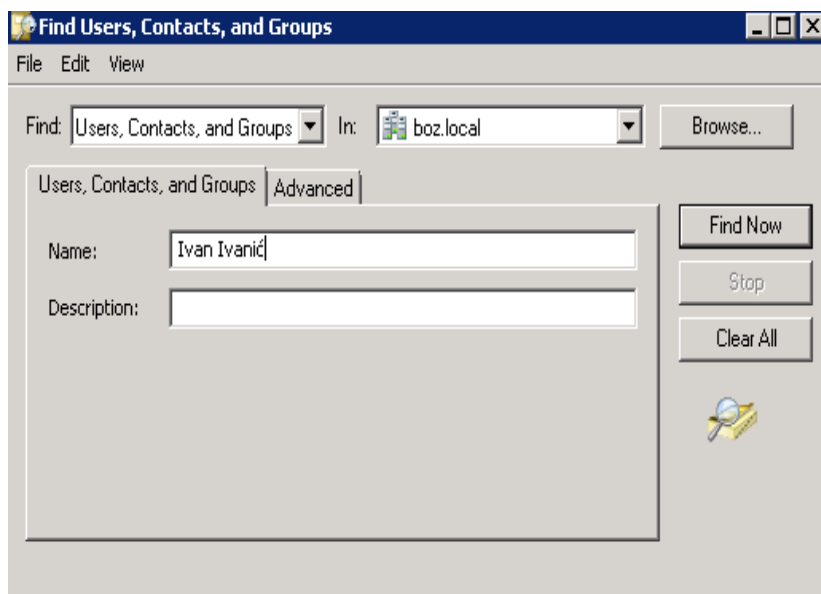 Find Users, Contacts, and Groups
File Edit View
Find: Users, Contacts, and Groups In: boz.local Browse...
Users, Contacts, and Groups Advanced
Find Now
Name: Ivan Ivanić
Stop
Description:
Clear All